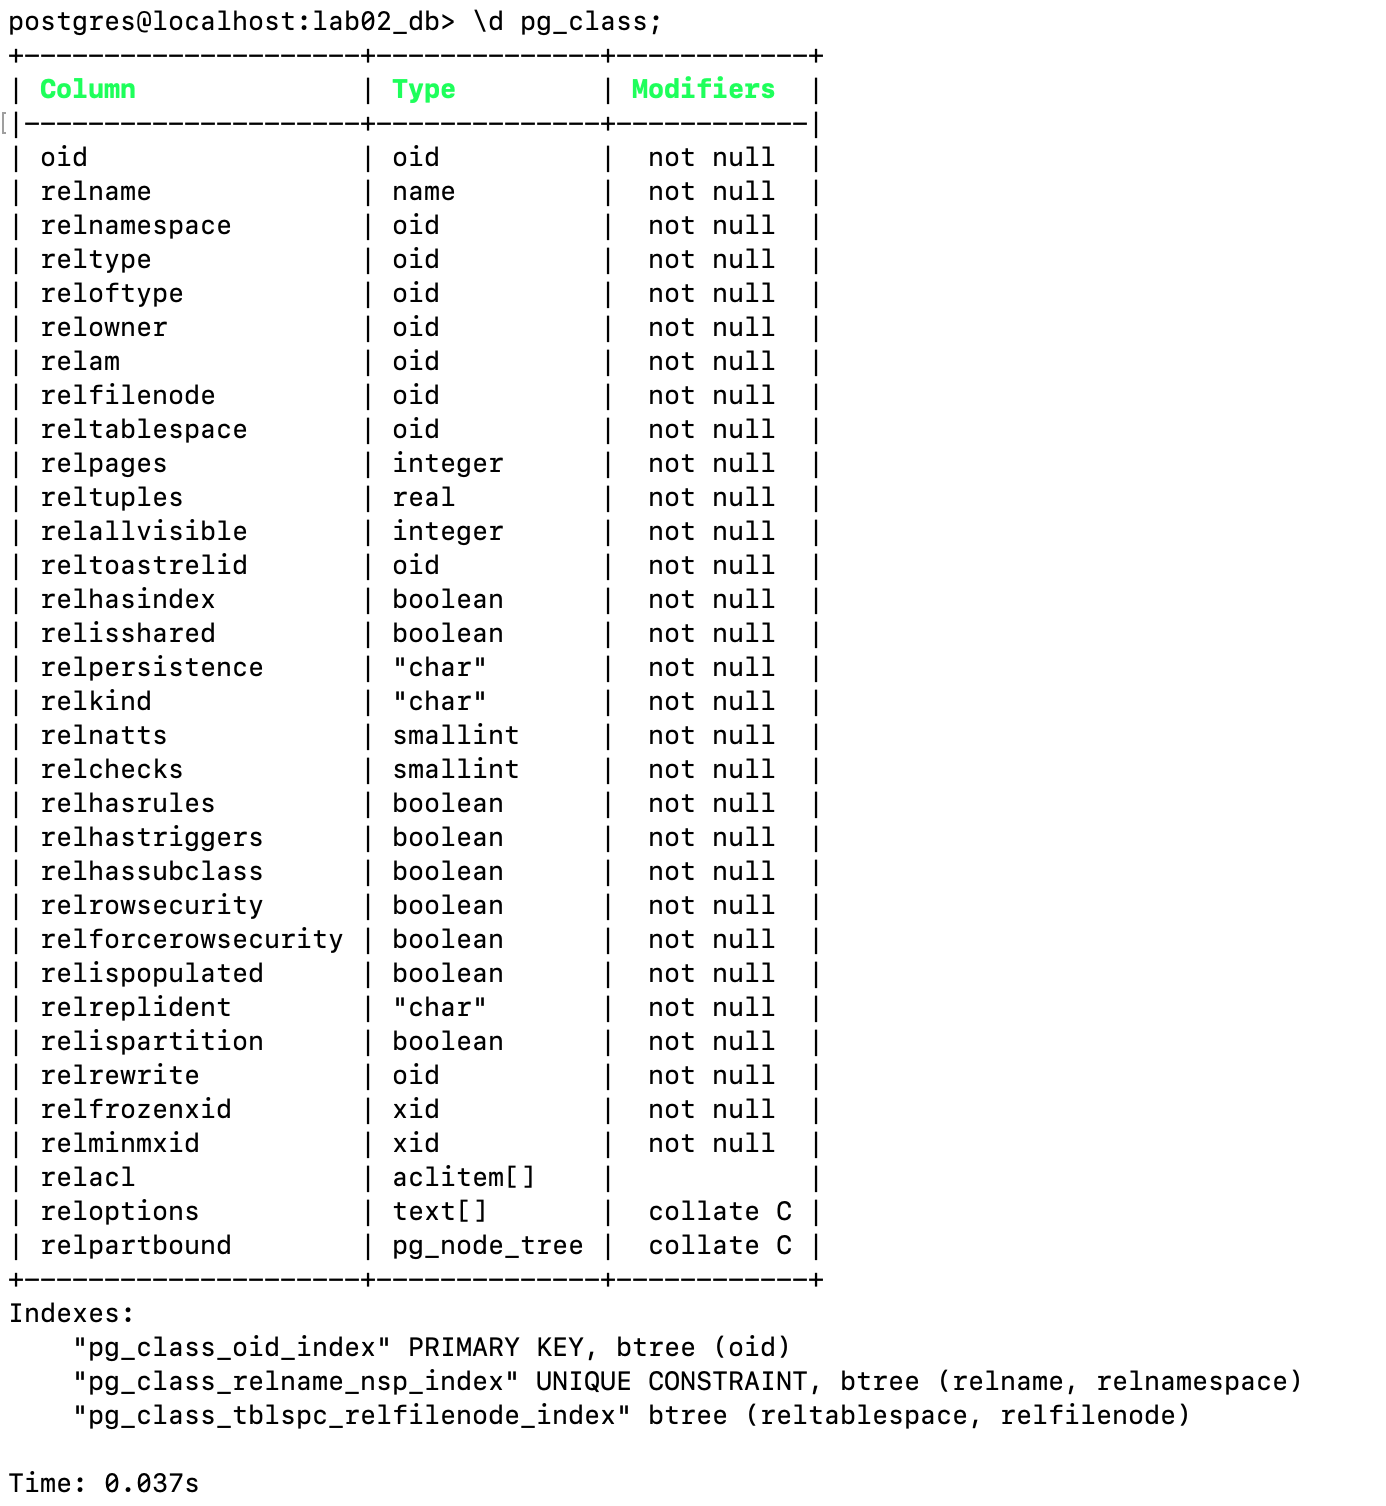 postgres@localhost:lab02_db> \d pg_class;
+---------------------+--------------+------------+
| Column              | Type         | Modifiers  |
|---------------------+--------------+------------|
| oid                 | oid          |  not null  |
| relname             | name         |  not null  |
| relnamespace        | oid          |  not null  |
| reltype             | oid          |  not null  |
| reloftype           | oid          |  not null  |
| relowner            | oid          |  not null  |
| relam               | oid          |  not null  |
| relfilenode         | oid          |  not null  |
| reltablespace       | oid          |  not null  |
| relpages            | integer      |  not null  |
| reltuples           | real         |  not null  |
| relallvisible       | integer      |  not null  |
| reltoastrelid       | oid          |  not null  |
| relhasindex         | boolean      |  not null  |
| relisshared         | boolean      |  not null  |
| relpersistence      | "char"       |  not null  |
| relkind             | "char"       |  not null  |
| relnatts            | smallint     |  not null  |
| relchecks           | smallint     |  not null  |
| relhasrules         | boolean      |  not null  |
| relhastriggers      | boolean      |  not null  |
| relhassubclass      | boolean      |  not null  |
| relrowsecurity      | boolean      |  not null  |
| relforcerowsecurity | boolean      |  not null  |
| relispopulated      | boolean      |  not null  |
| relreplident        | "char"       |  not null  |
| relispartition      | boolean      |  not null  |
| relrewrite          | oid          |  not null  |
| relfrozenxid        | xid          |  not null  |
| relminmxid          | xid          |  not null  |
| relacl              | aclitem[]    |            |
| reloptions          | text[]       |  collate C |
| relpartbound        | pg_node_tree |  collate C |
+---------------------+--------------+------------+
Indexes:
    "pg_class_oid_index" PRIMARY KEY, btree (oid)
    "pg_class_relname_nsp_index" UNIQUE CONSTRAINT, btree (relname, relnamespace)
    "pg_class_tblspc_relfilenode_index" btree (reltablespace, relfilenode)

Time: 0.037s